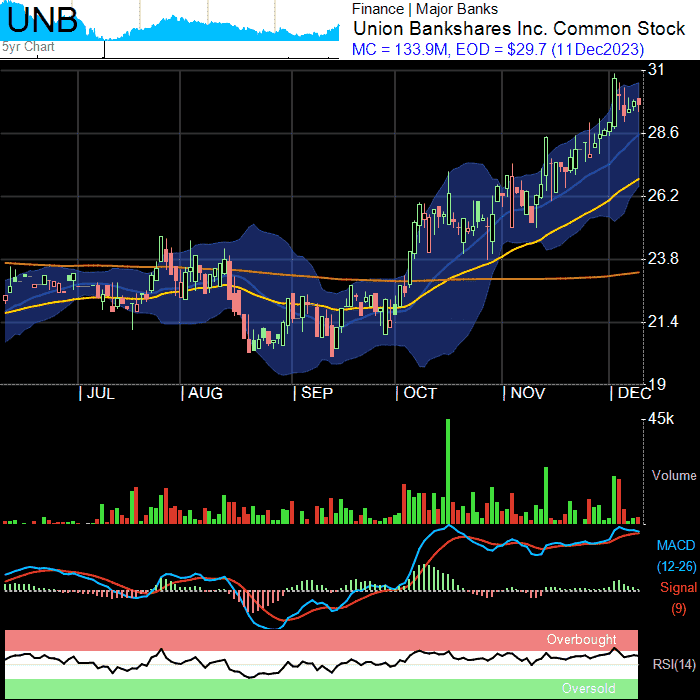 UNB
5yr Chart
Finance | Major Banks
Union Bankshares Inc. Common Stock
MC = 133.9M, EOD = $29.7 (11Dec2023)
31
28.6
26.2
23.8
21.4
19
JUL AUG SEP OCT NOV DEC
45k
Volume
MACD
(12-26)
Signal
(9)
Overbought
RSI(14)
Oversold